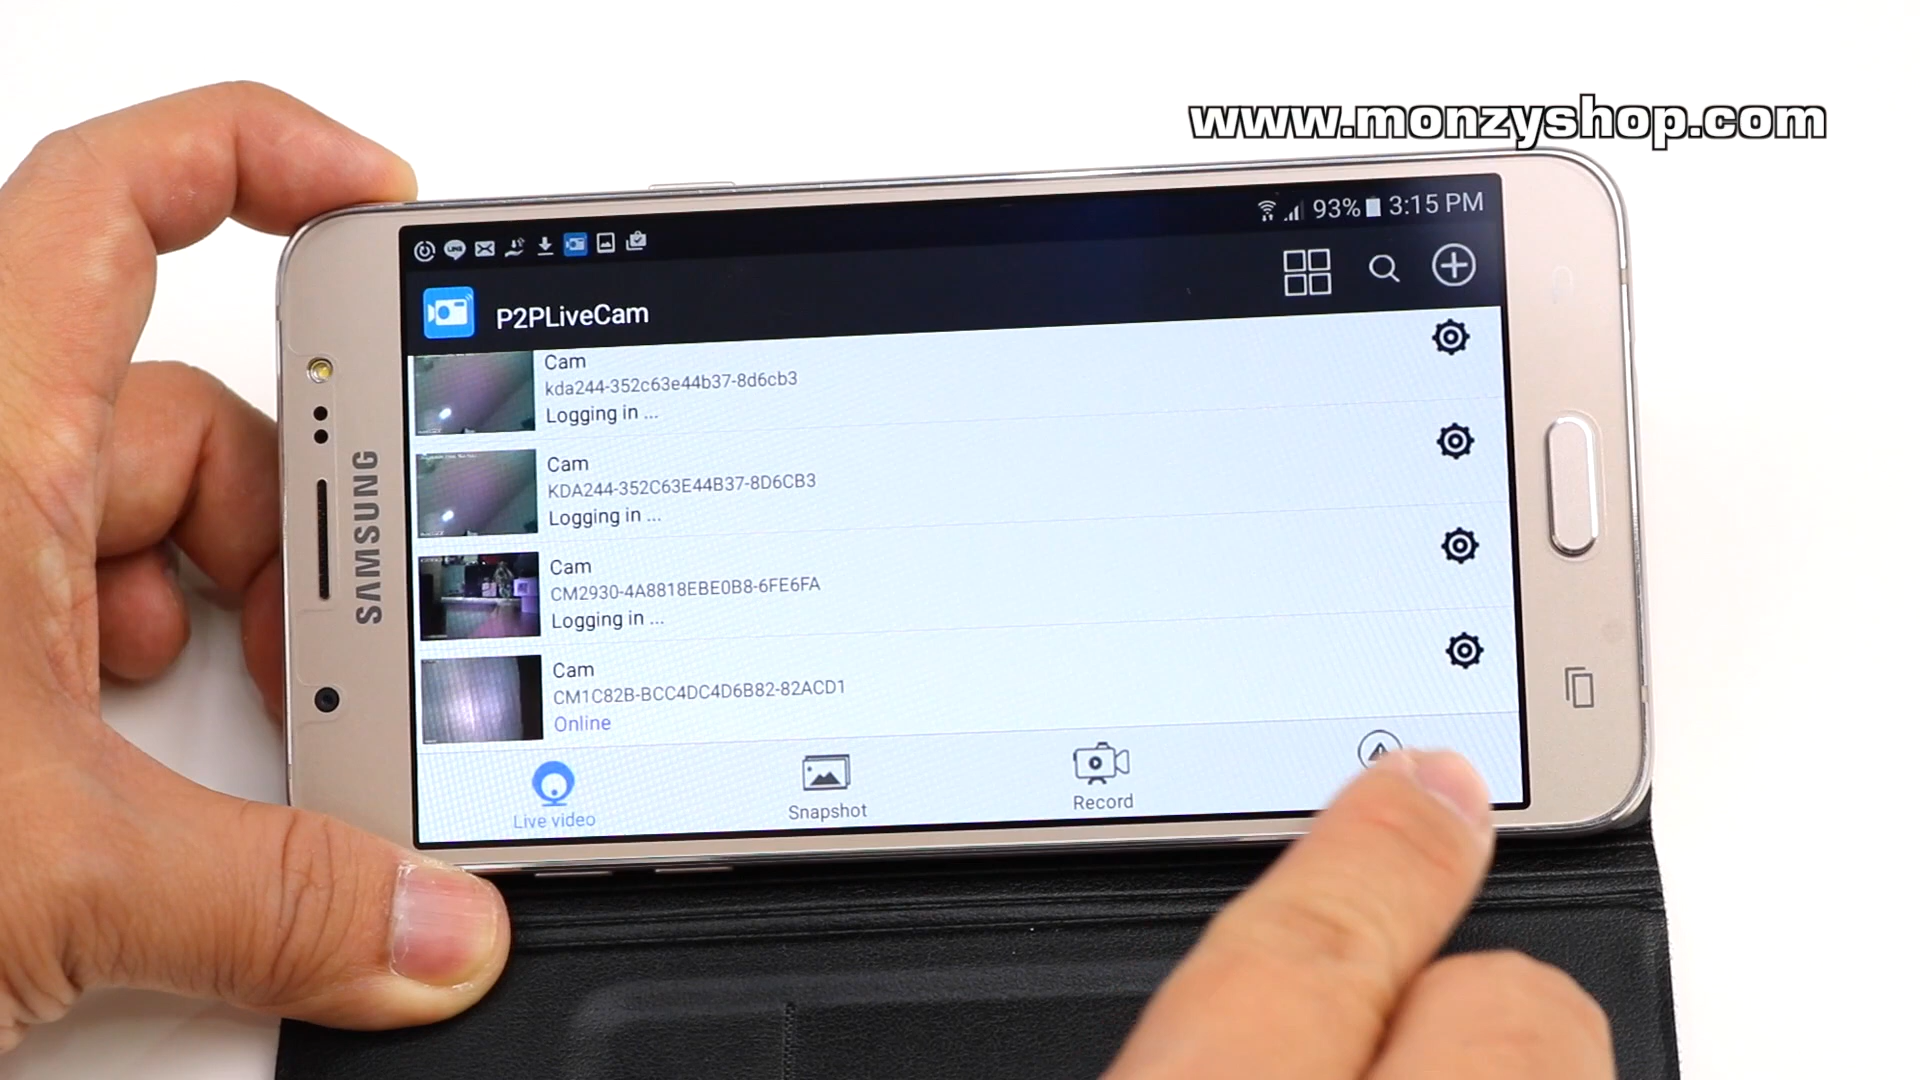 www.monzyshop.com
93% 3:15 PM
P2PLiveCam
Cam
kda244-352c63e44b37-8d6cb3
Logging in ...
Cam
KDA244-352C63E44B37-8D6CB3
Logging in ...
Cam
CM2930-4A8818EBE0B8-6FE6FA
Logging in ...
Cam
CM1C82B-BCC4DC4D6B82-82ACD1
Online
Live video
Snapshot
Record
SAMSUNG